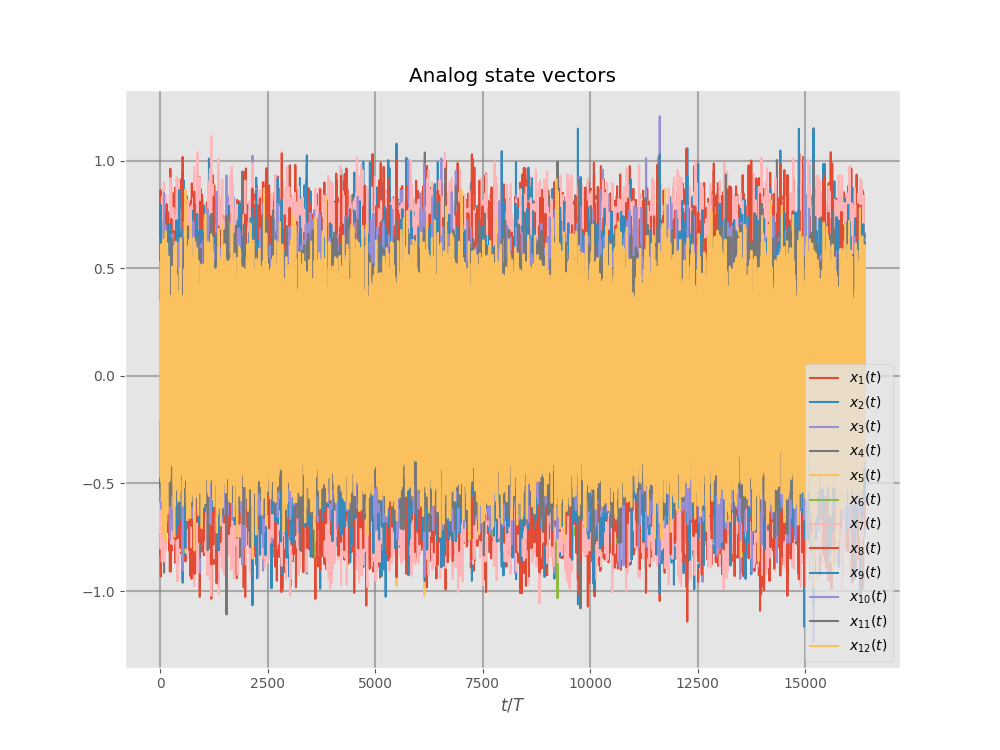 Analog state vectors
1.0
0.5
0.0
−0.5
−1.0
0
2500
5000
7500
10000
12500
15000
t/T
x₁(t)
x₂(t)
x₃(t)
x₄(t)
x₅(t)
x₆(t)
x₇(t)
x₈(t)
x₉(t)
x₁₀(t)
x₁₁(t)
x₁₂(t)